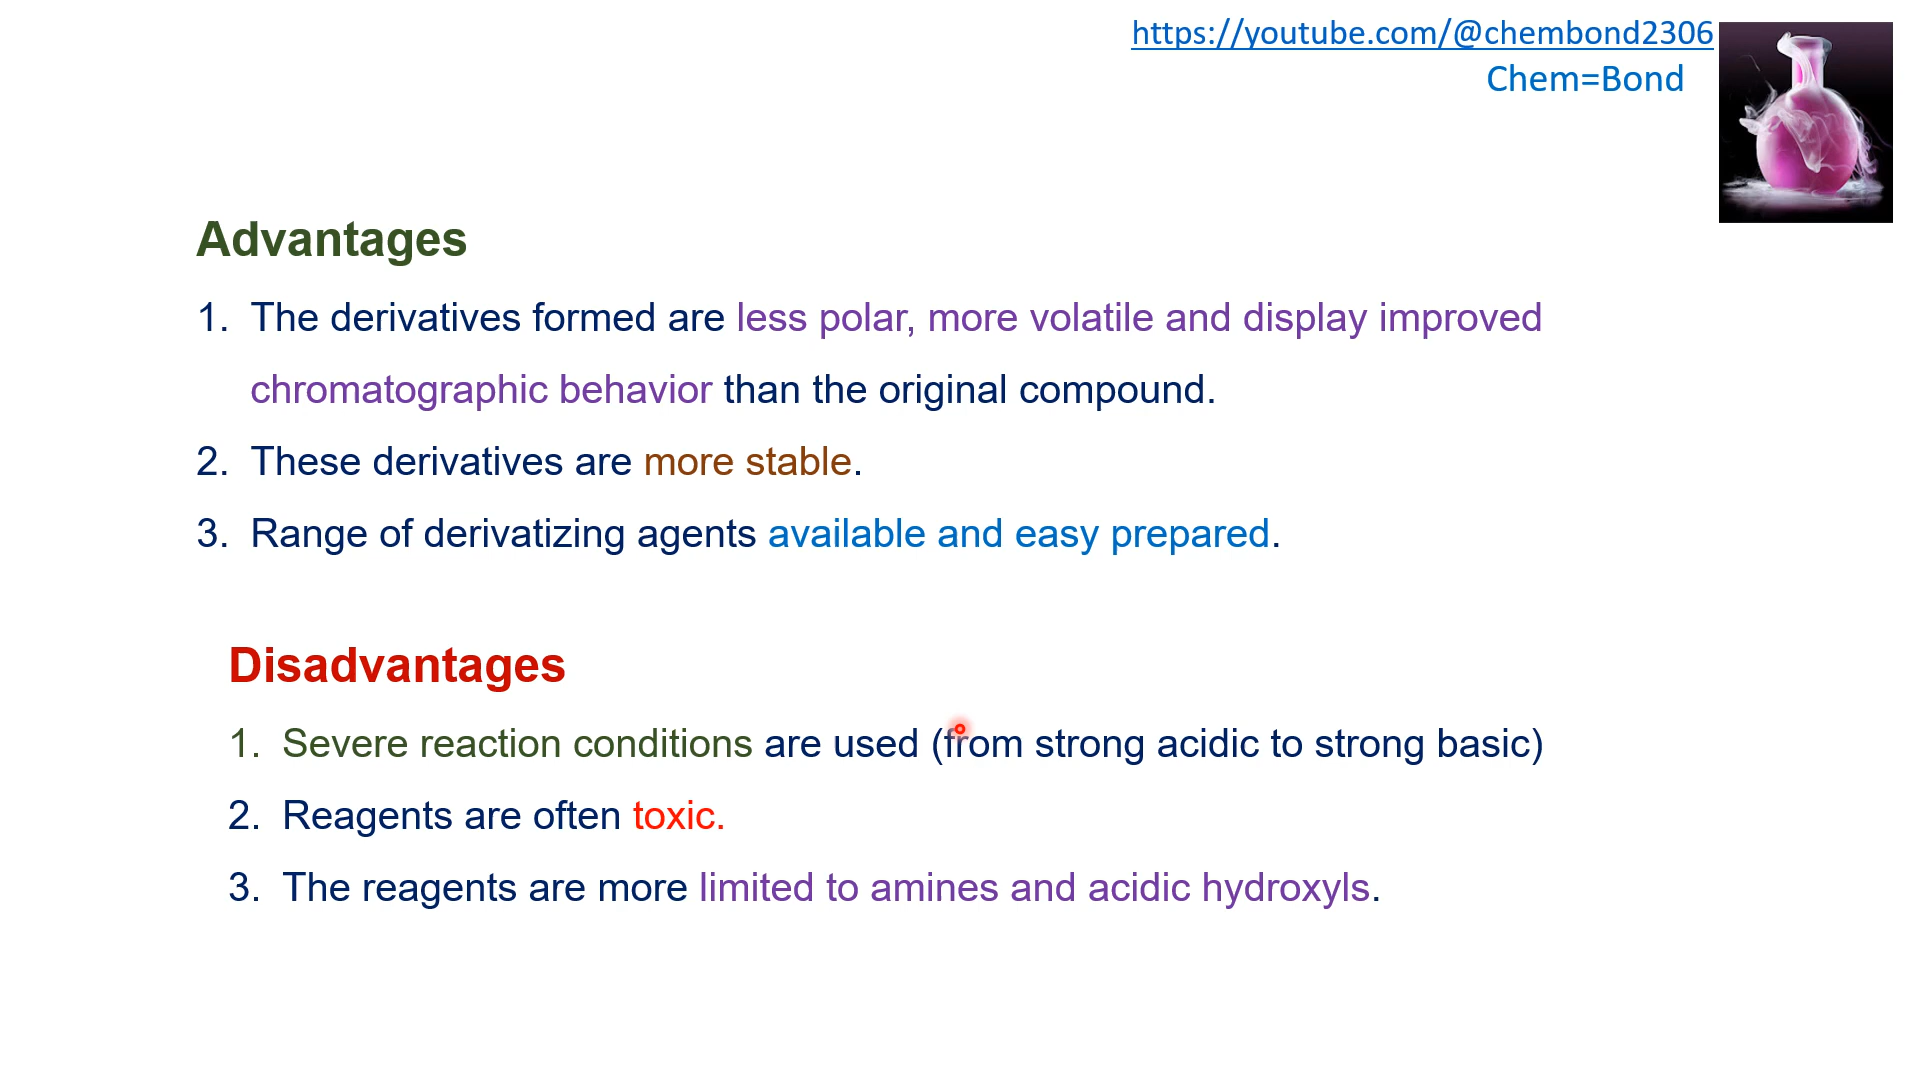 https://youtube.com/@chembond2306
Chem=Bond
Advantages
1. The derivatives formed are less polar, more volatile and display improved
chromatographic behavior than the original compound.
2. These derivatives are more stable.
3. Range of derivatizing agents available and easy prepared.
Disadvantages
1. Severe reaction conditions are used (from strong acidic to strong basic)
2. Reagents are often toxic.
3. The reagents are more limited to amines and acidic hydroxyls.